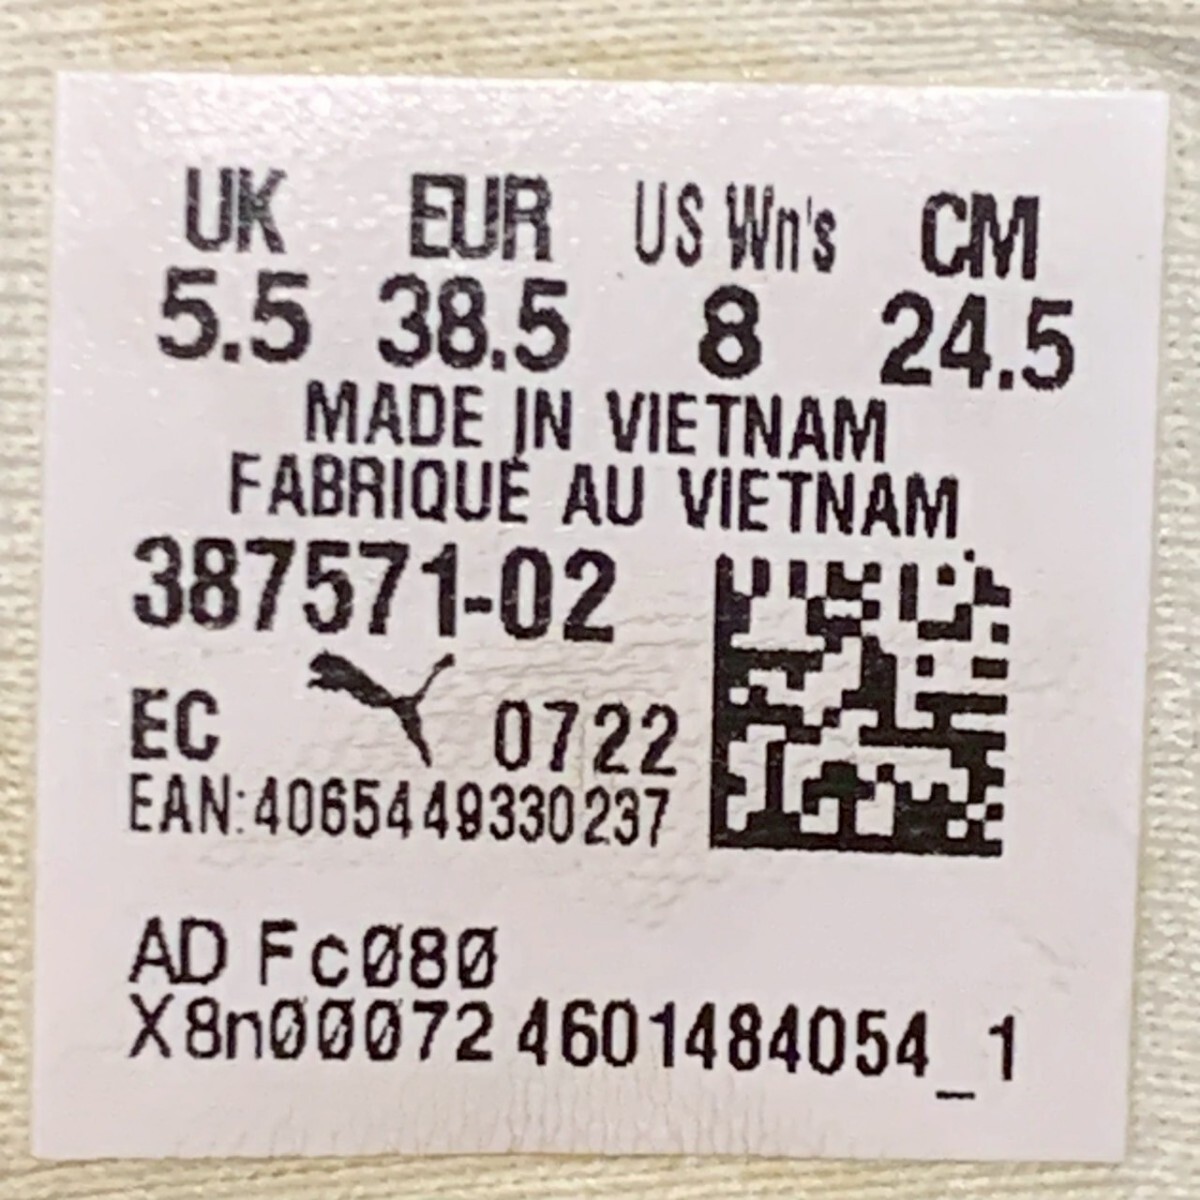 UK EUR US Wn's CM
5.5 38.5 8 24.5
MADE IN VIETNAM
FABRIQUÉ AU VIETNAM
387571-02
EC 0722
EAN:4065449330237
AD Fc080
X8n00072 4601484054_1